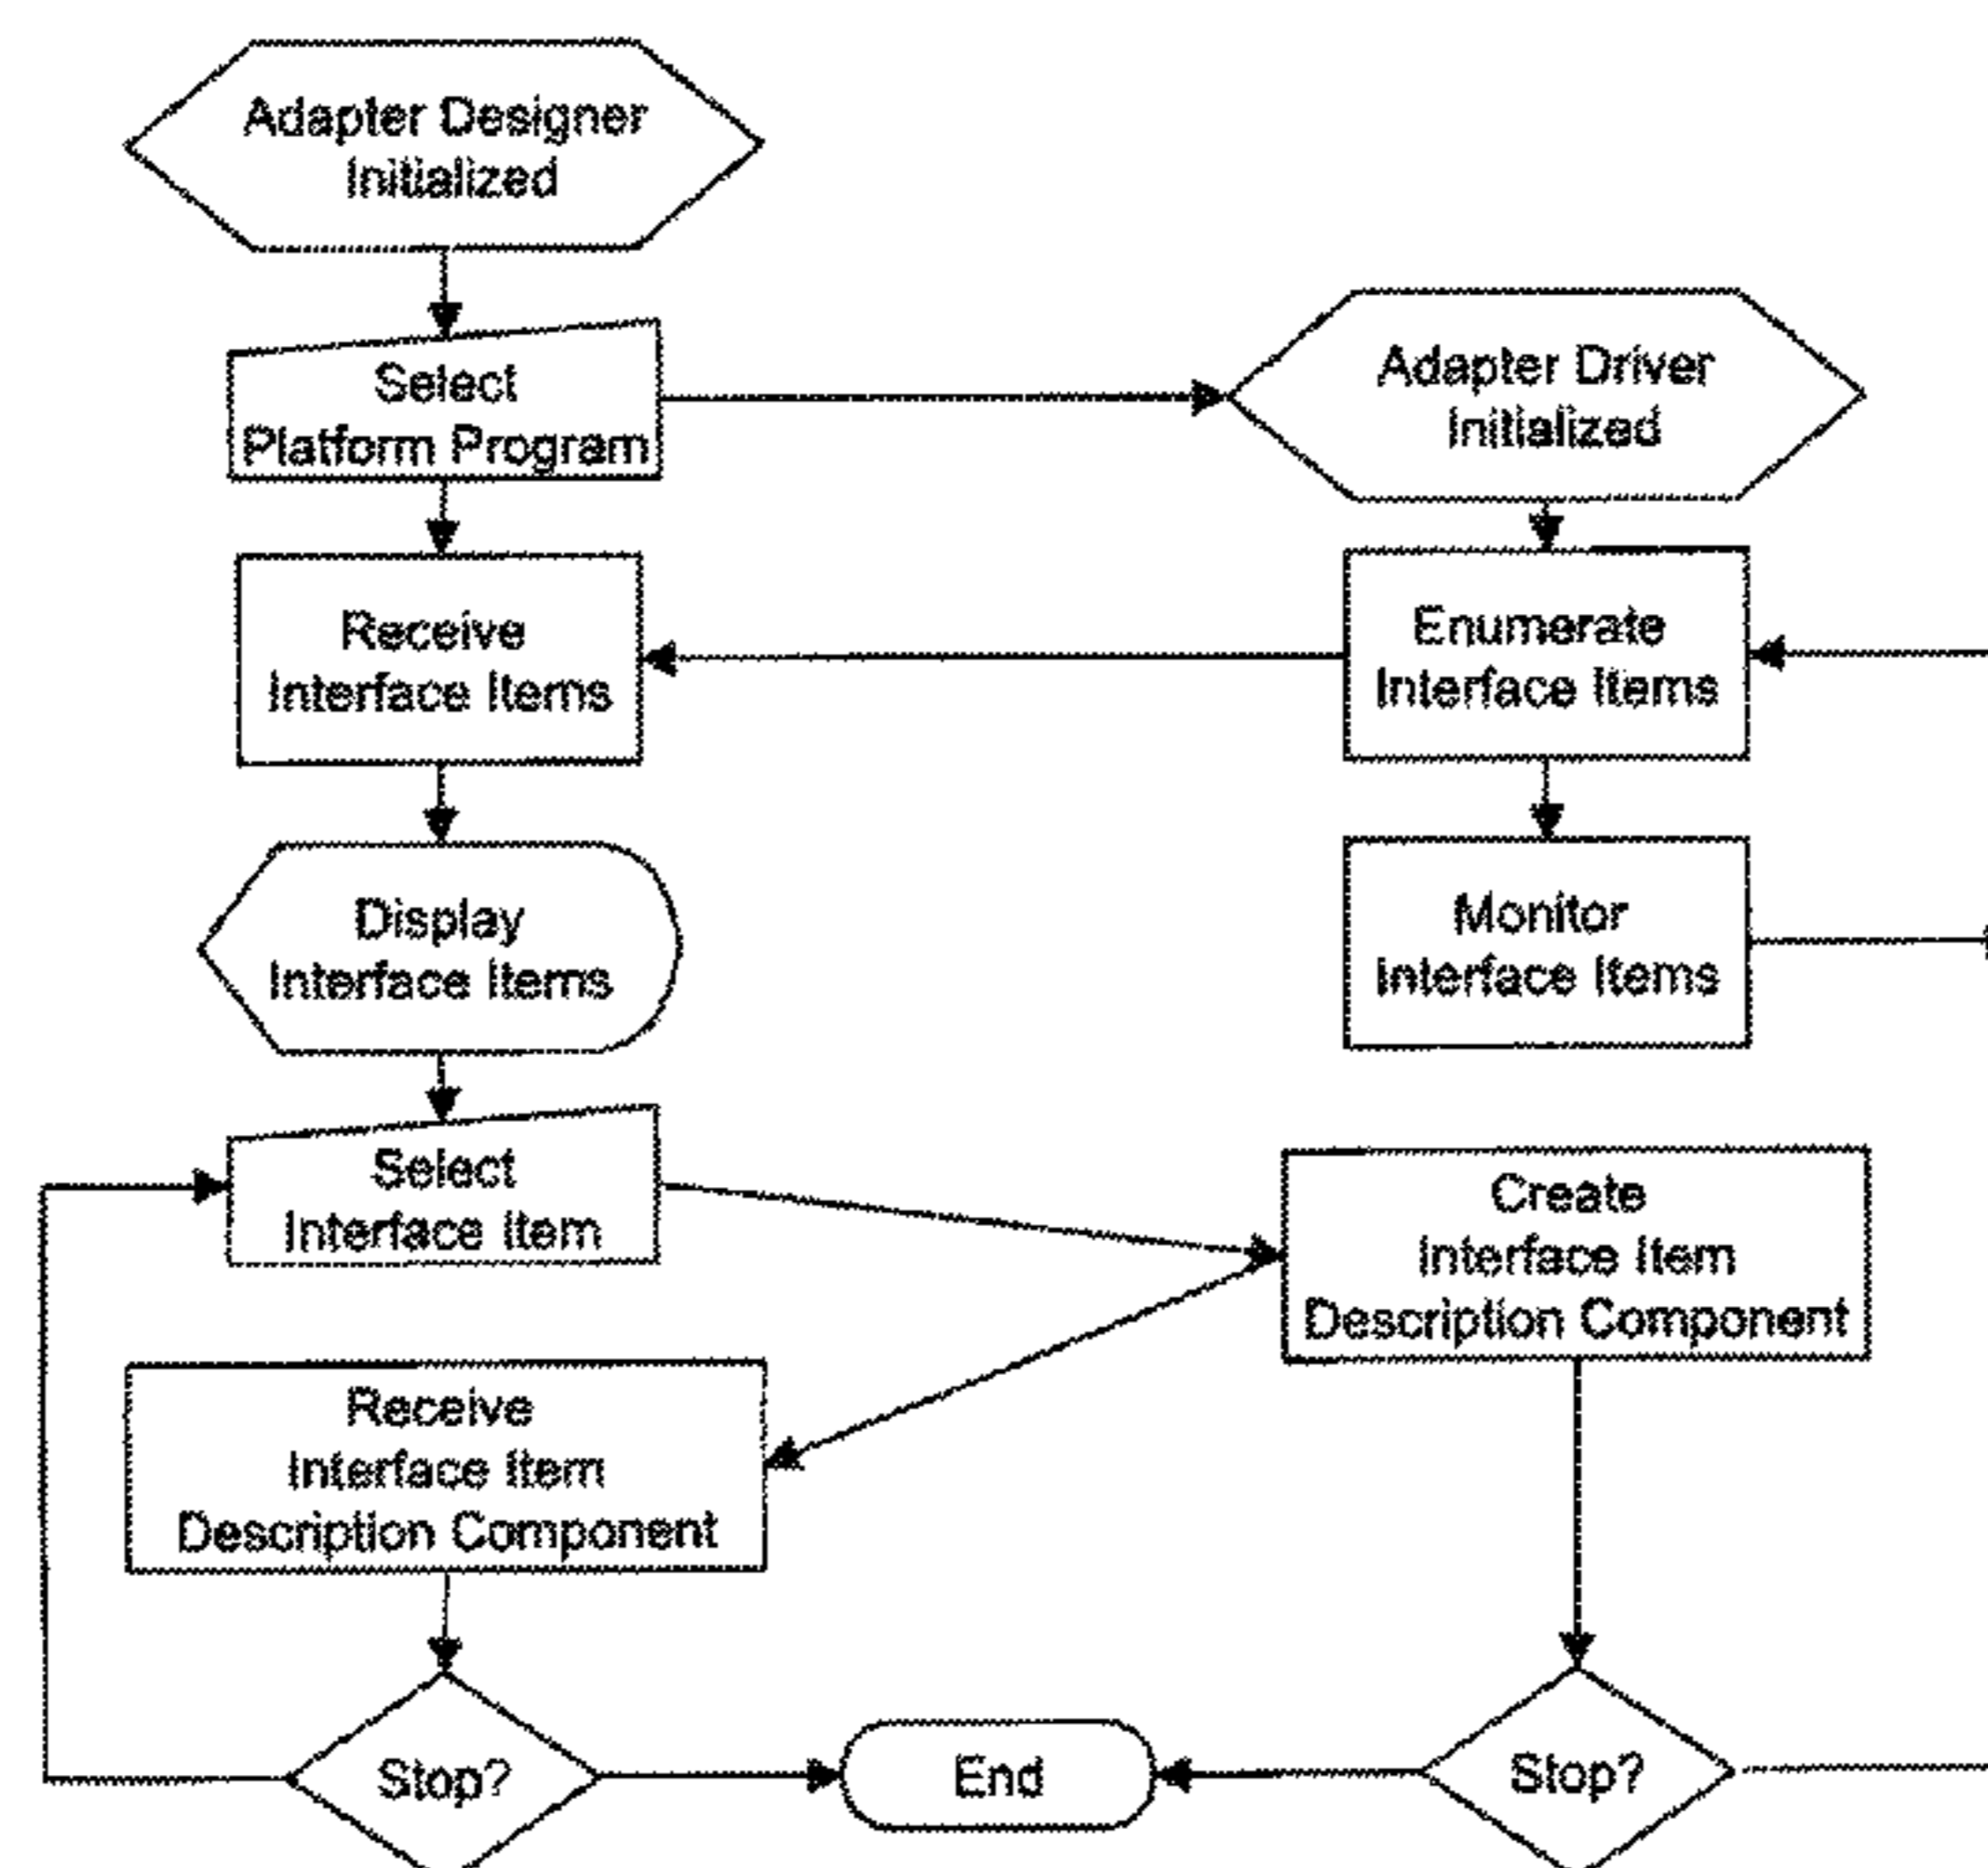 Adapter Designer
Initialized
Select
Platform Program
Adapter Driver
Initialized
Receive
Interface Items
Enumerate
Interface Items
Display
Interface Items
Monitor
Interface Items
Select
Interface Item
Create
Interface Item
Description Component
Receive
Interface Item
Description Component
Stop?
End
Stop?